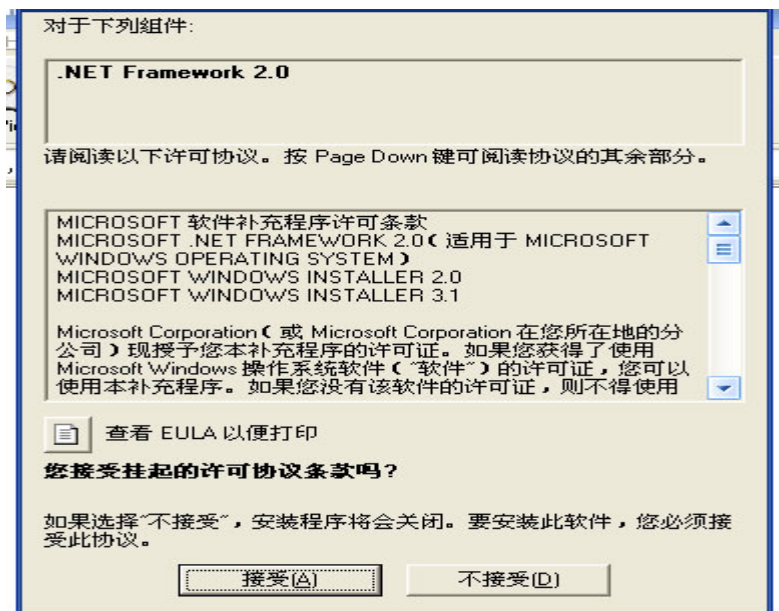 对于下列组件:
.NET Framework 2.0
请阅读以下许可协议。按 Page Down 键可阅读协议的其余部分。
MICROSOFT 软件补充程序许可条款
MICROSOFT .NET FRAMEWORK 2.0( 适用于 MICROSOFT
WINDOWS OPERATING SYSTEM )
MICROSOFT WINDOWS INSTALLER 2.0
MICROSOFT WINDOWS INSTALLER 3.1
Microsoft Corporation ( 或 Microsoft Corporation 在您所在地的分
公司 ) 现授予您本补充程序的许可证。如果您获得了使用
Microsoft Windows 操作系统软件 ( “软件” ) 的许可证，您可以
使用本补充程序。如果您没有该软件的许可证，则不得使用
查看 EULA 以便打印
您接受挂起的许可协议条款吗?
如果选择“不接受”，安装程序将会关闭。要安装此软件，您必须接
受此协议。
接受(A)
不接受(D)